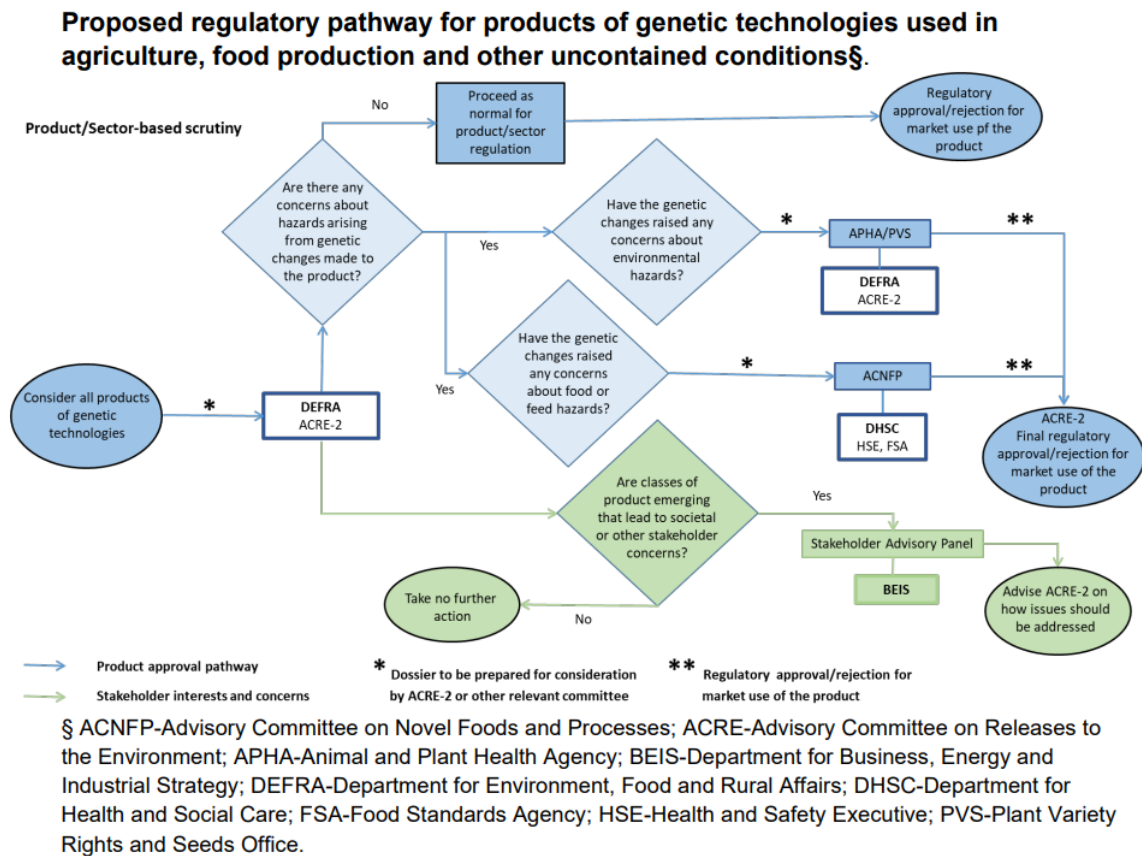 Proposed regulatory pathway for products of genetic technologies used in
agriculture, food production and other uncontained conditions§.
Product/Sector-based scrutiny
No
Proceed as
normal for
product/sector
regulation
Regulatory
approval/rejection for
market use pf the
product
Are there any
concerns about
hazards arising
from genetic
changes made to
the product?
Yes
Have the genetic
changes raised any
concerns about
environmental
hazards?
*
APHA/PVS
**
DEFRA
ACRE-2
Yes
Have the genetic
changes raised
any concerns
about food or
feed hazards?
*
ACNFP
**
DHSC
HSE, FSA
Consider all products
of genetic
technologies
*
DEFRA
ACRE-2
ACRE-2
Final regulatory
approval/rejection for
market use of the
product
Are classes of
product emerging
that lead to societal
or other stakeholder
concerns?
Yes
Stakeholder Advisory Panel
BEIS
Advise ACRE-2 on
how issues should
be addressed
Take no further
action
No
Product approval pathway
Stakeholder interests and concerns
* Dossier to be prepared for consideration
by ACRE-2 or other relevant committee
** Regulatory approval/rejection for
market use of the product
§ ACNFP-Advisory Committee on Novel Foods and Processes; ACRE-Advisory Committee on Releases to
the Environment; APHA-Animal and Plant Health Agency; BEIS-Department for Business, Energy and
Industrial Strategy; DEFRA-Department for Environment, Food and Rural Affairs; DHSC-Department for
Health and Social Care; FSA-Food Standards Agency; HSE-Health and Safety Executive; PVS-Plant Variety
Rights and Seeds Office.